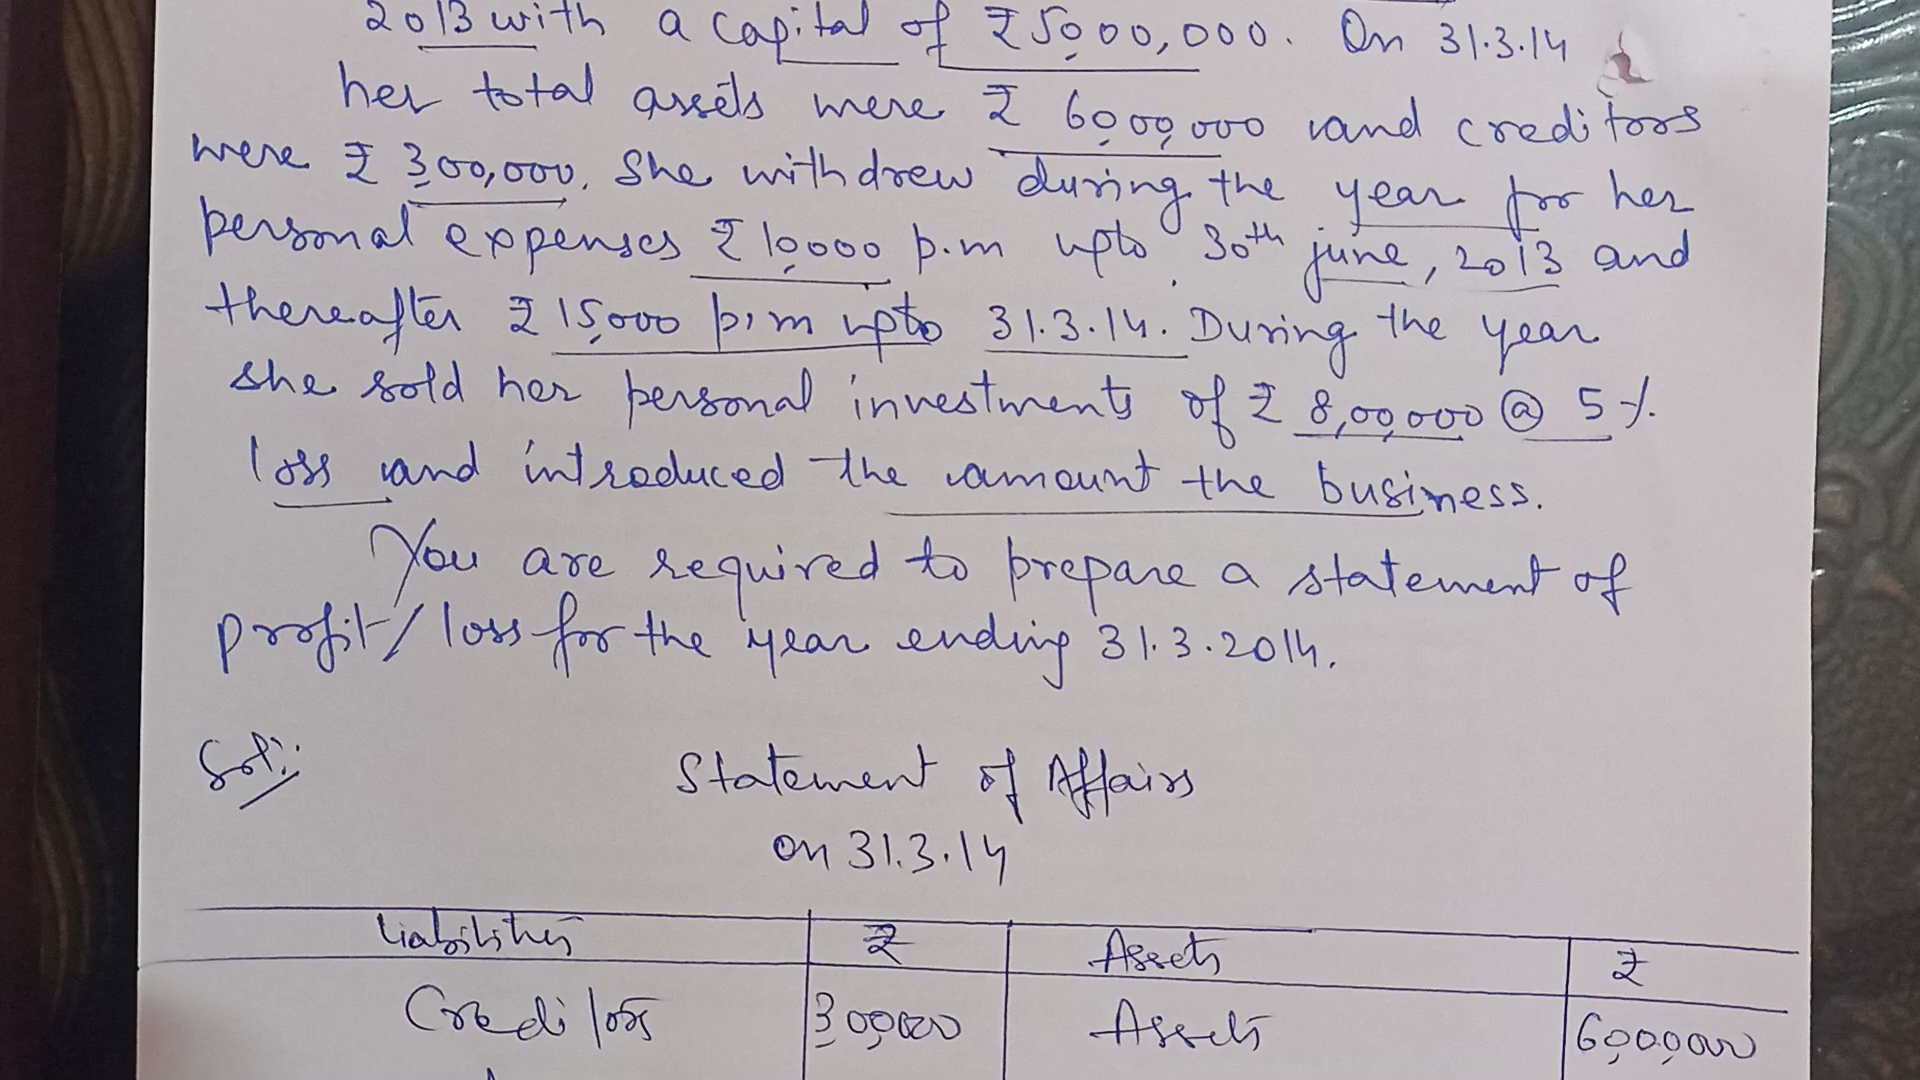 2013 with a capital of ₹ 5000,000. On 31.3.14
her total assets were ₹ 60,00,000 and creditors
were ₹ 3,00,000. She withdrew during the year for her
personal expenses ₹ 10,000 p.m upto 30th june, 2013 and
thereafter ₹ 15,000 p.m upto 31.3.14. During the year
she sold her personal investments of ₹ 8,00,000 @ 5%
loss and introduced the amount the business.
You are required to prepare a statement of
profit/loss for the year ending 31.3.2014.
Sol:
Statement of Affairs
on 31.3.14
Liabilities ₹ Assets ₹
Creditors 3,00,000 Assets 60,00,000